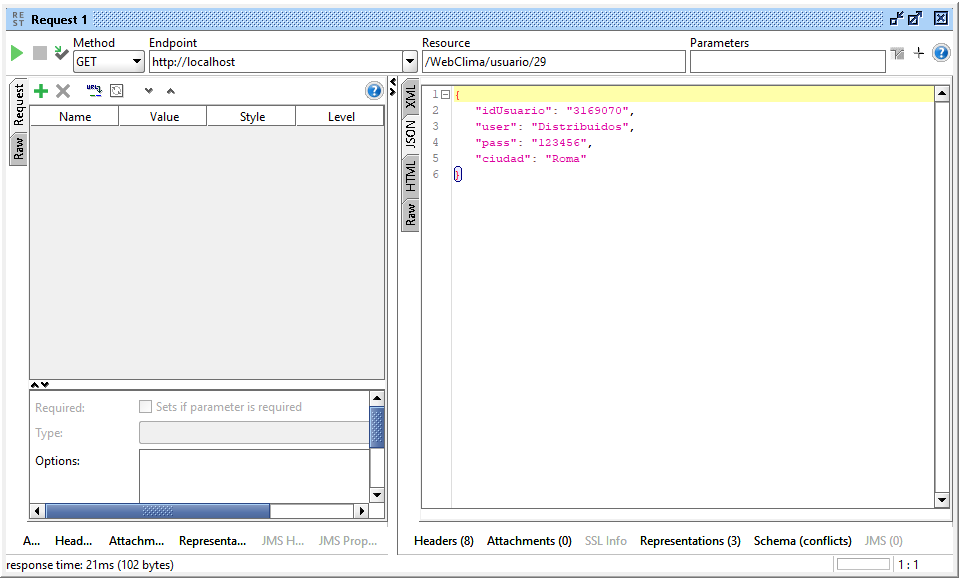 RE
ST
Request 1
Method
Endpoint
Resource
Parameters
GET
http://localhost
/WebClima/usuario/29
Request
Raw
Name
Value
Style
Level
Required:
Sets if parameter is required
Type:
Options:
A...
Head...
Attachm...
Representa...
JMS H...
JMS Prop...
XML
JSON
HTML
Raw
1 {
2 "idUsuario": "3169070",
3 "user": "Distribuidos",
4 "pass": "123456",
5 "ciudad": "Roma"
6 }
Headers (8)
Attachments (0)
SSL Info
Representations (3)
Schema (conflicts)
JMS (0)
response time: 21ms (102 bytes)
1 : 1